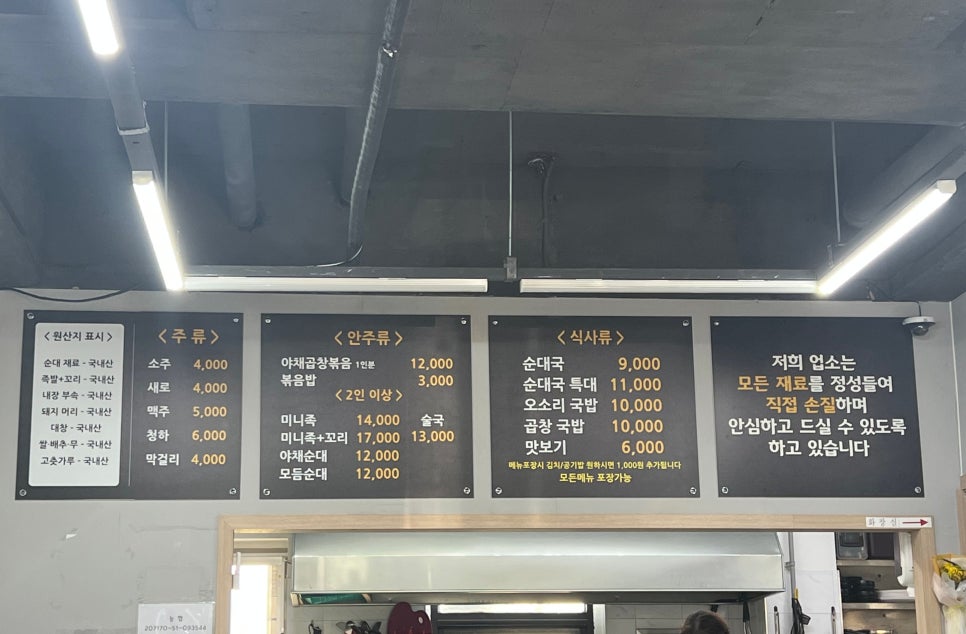 < 원산지 표시 >
순대 재료 - 국내산
족발+꼬리 - 국내산
내장 부속 - 국내산
돼지 머리 - 국내산
대창 - 국내산
쌀·배추·무 - 국내산
고춧가루 - 국내산
< 주 류 >
소주 4,000
새로 4,000
맥주 5,000
청하 6,000
막걸리 4,000
< 안주류 >
야채곱창볶음 1인분 12,000
볶음밥 3,000
< 2인 이상 >
미니족 14,000 술국
미니족+꼬리 17,000 13,000
야채순대 12,000
모듬순대 12,000
< 식사류 >
순대국 9,000
순대국 특대 11,000
오소리 국밥 10,000
곱창 국밥 10,000
맛보기 6,000
메뉴포장시 김치/공기밥 원하시면 1,000원 추가됩니다
모든메뉴 포장가능
저희 업소는
모든 재료를 정성들여
직접 손질하며
안심하고 드실 수 있도록
하고 있습니다
화장실
농협
207170-51-093544